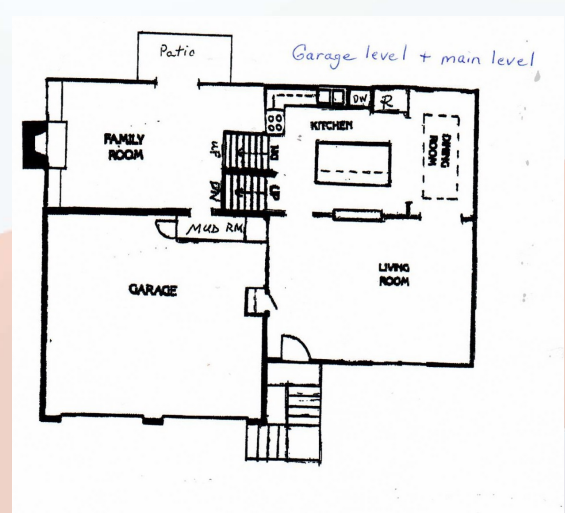 Garage level + main level
Patio
DW
R
KITCHEN
FAMILY
ROOM
DINING
ROOM
UP
DN
UP
DN
MUD RM
LIVING
ROOM
GARAGE